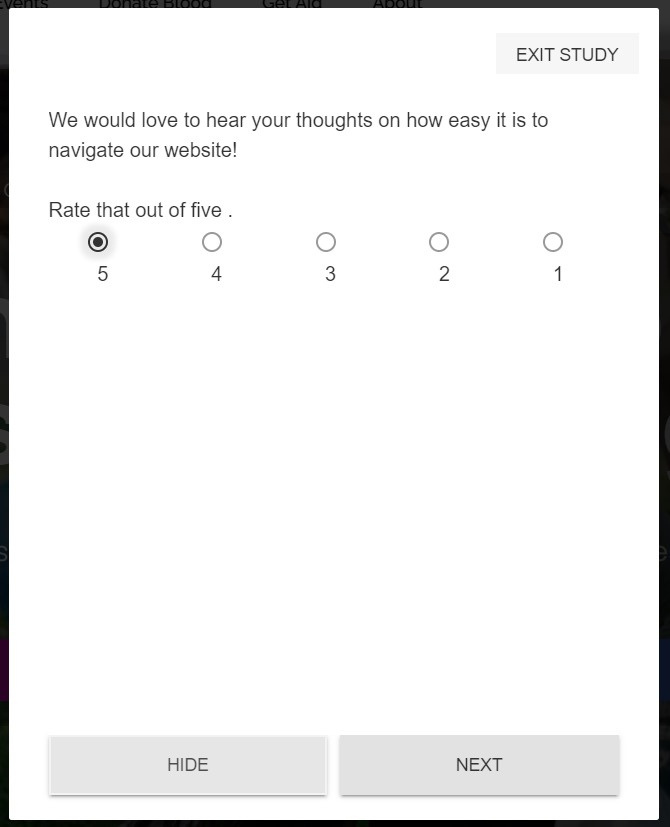 Events Donate Blood Get Aid About
EXIT STUDY
We would love to hear your thoughts on how easy it is to
navigate our website!
Rate that out of five .
5 4 3 2 1
HIDE NEXT